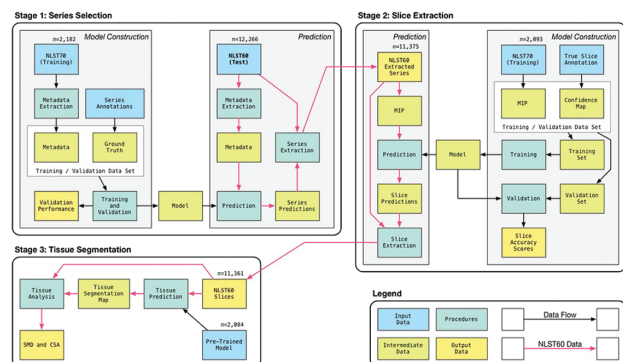 Stage 1: Series Selection
n=2,182
Model Construction
NLST70
(Training)
Metadata
Extraction
Series
Annotations
Metadata
Ground
Truth
Training / Validation Data Set
Validation
Performance
Training
and
Validation
Model
n=12,266
Prediction
NLST60
(Test)
Metadata
Extraction
Metadata
Series
Extraction
Prediction
Series
Predictions
Stage 2: Slice Extraction
Prediction
n=11,375
NLST60
Extracted
Series
MIP
Prediction
Slice
Predictions
Slice
Extraction
Model
n=2,093
Model Construction
NLST70
(Training)
True Slice
Annotation
MIP
Confidence
Map
Training / Validation Data Set
Training
Training
Set
Validation
Validation
Set
Slice
Accuracy
Scores
Stage 3: Tissue Segmentation
n=11,361
Tissue
Analysis
Tissue
Segmentation
Map
Tissue
Prediction
NLST60
Slices
n=2,084
SMD and CSA
Pre-Trained
Model
Legend
Input
Data
Procedures
Data Flow
Intermediate
Data
Output
Data
NLST60 Data